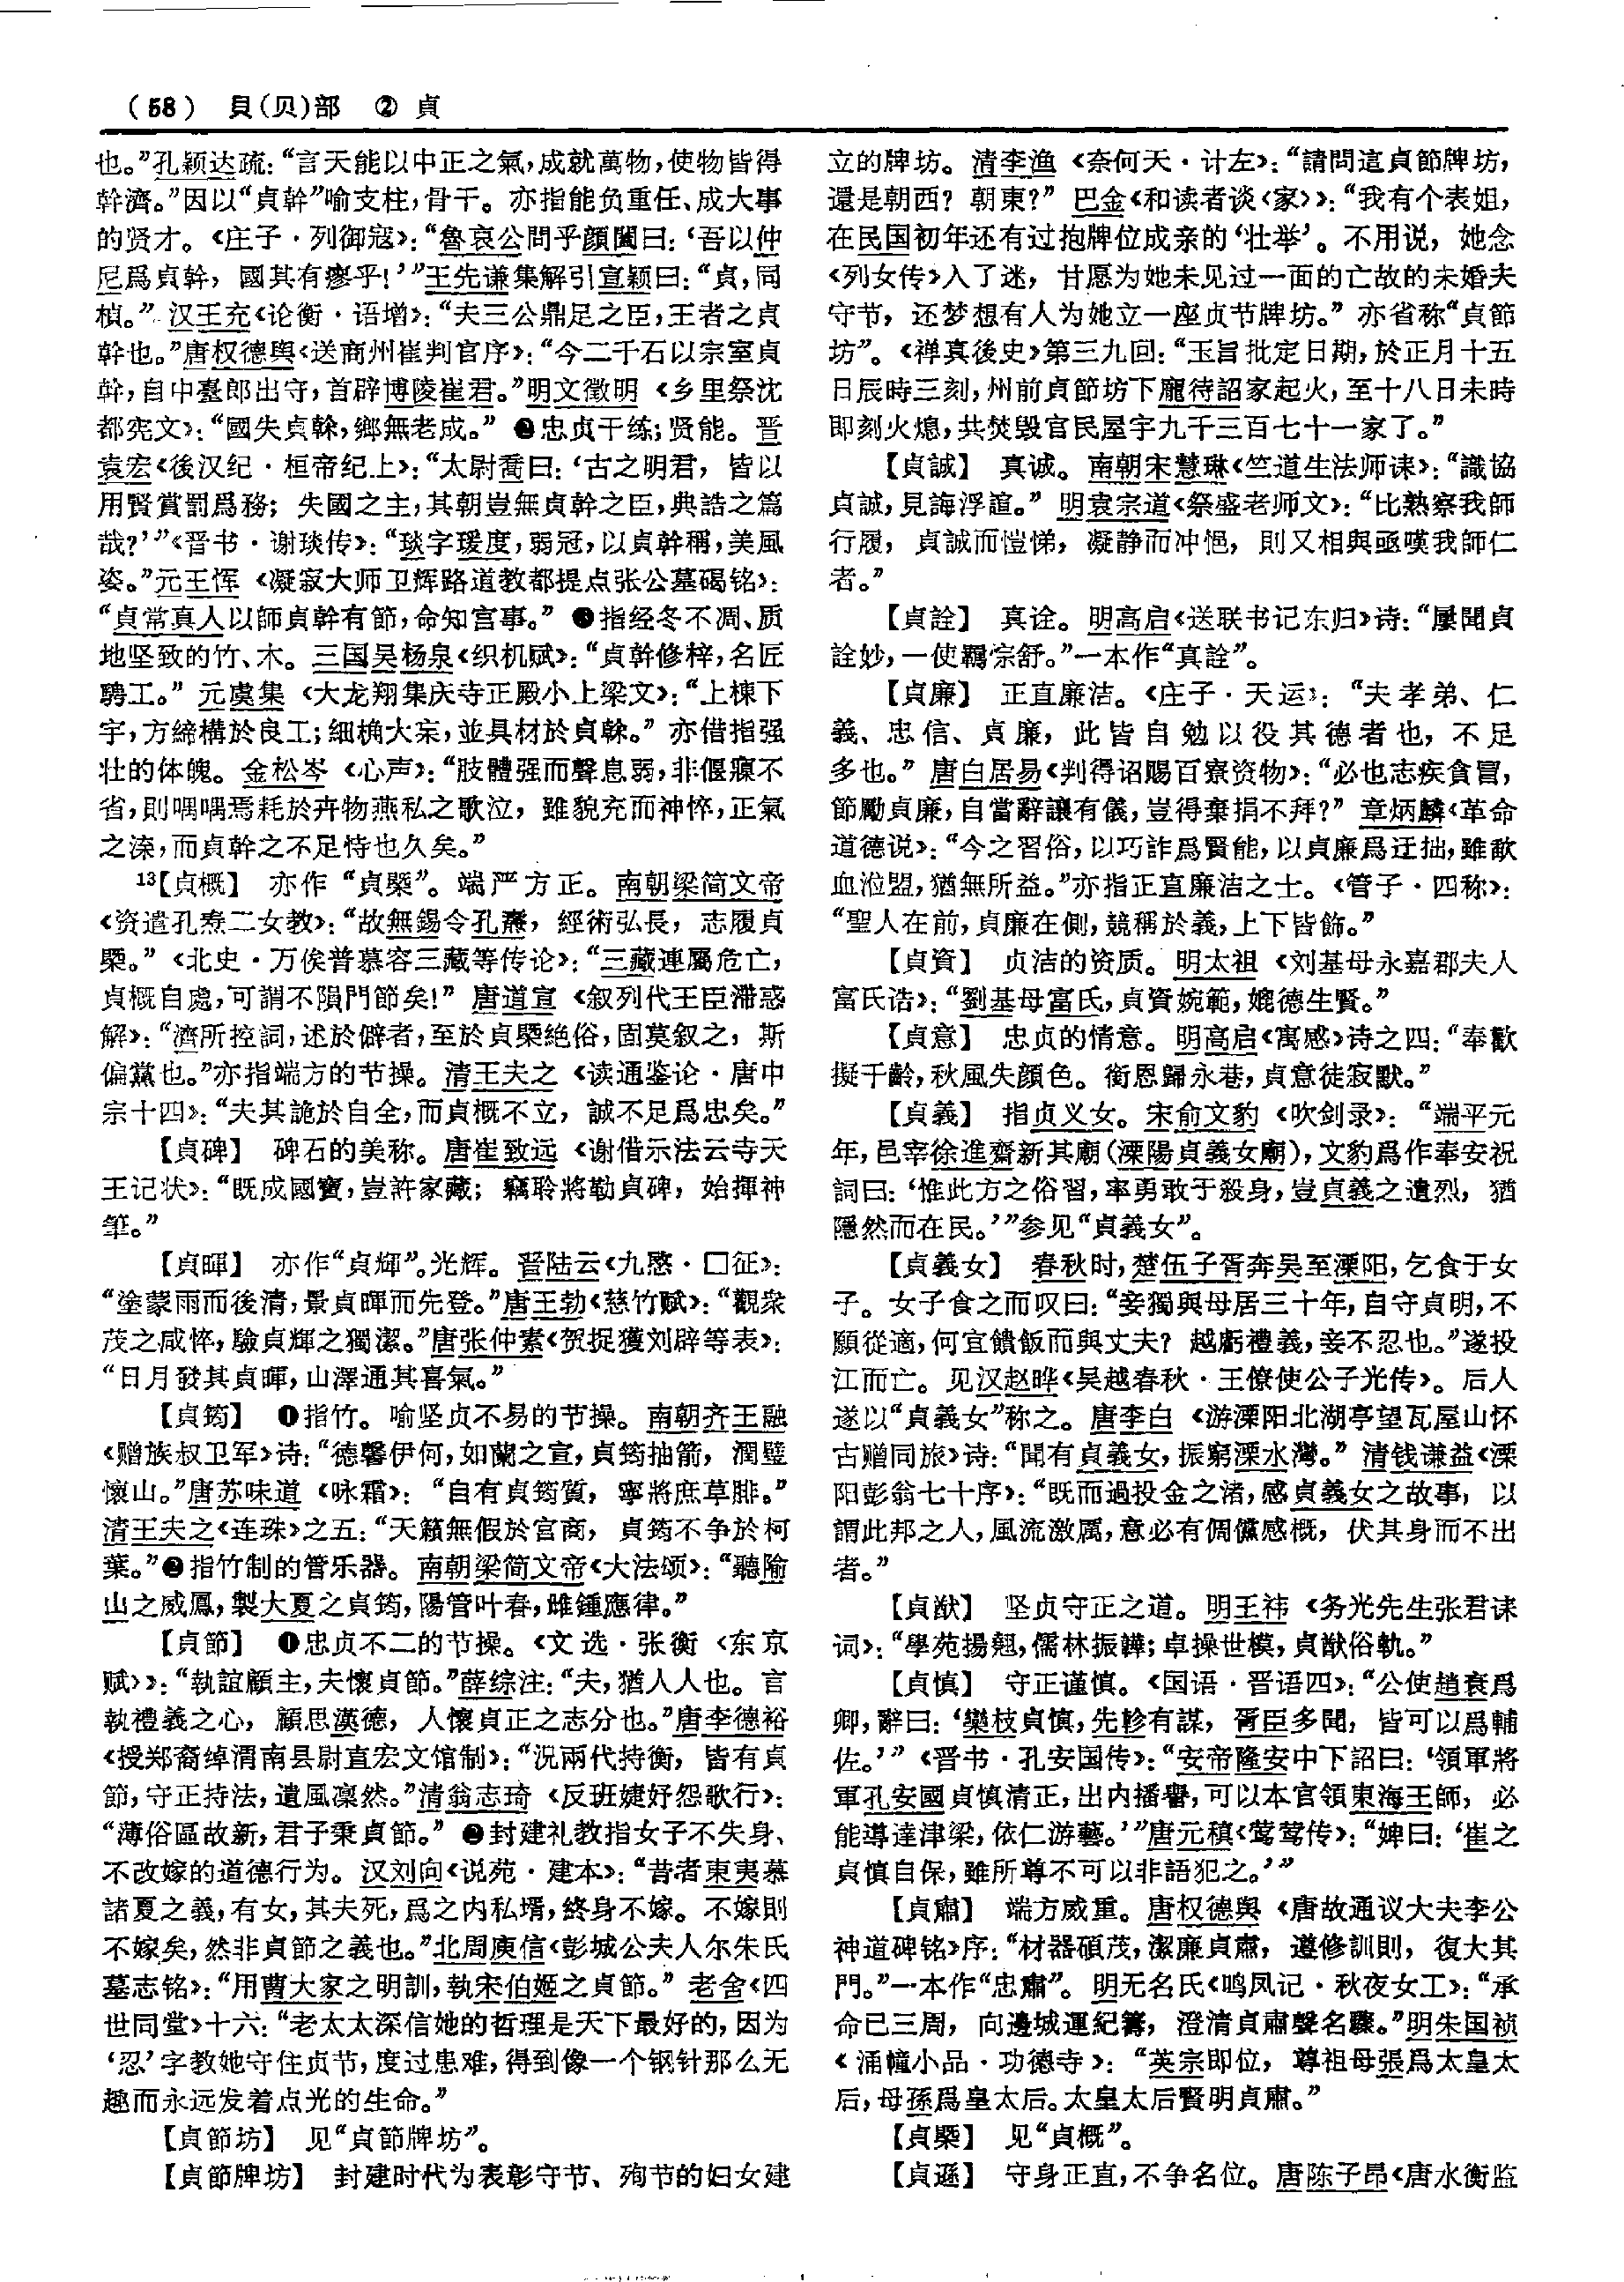 (58) 貝(贝)部 ② 貞
也。”孔颖达疏:“言天能以中正之氣,成就萬物,使物皆得
幹濟。”因以“貞幹”喻支柱,骨干。亦指能负重任、成大事
的贤才。《庄子·列御寇》:“魯哀公問乎顔闔曰:‘吾以仲
尼爲貞幹,國其有瘳乎!’”王先谦集解引宣颖曰:“貞,同
楨。”汉王充《论衡·语增》:“夫三公鼎足之臣,王者之貞
幹也。”唐权德舆《送商州崔判官序》:“今二千石以宗室貞
幹,自中臺郎出守,首辟博陵崔君。”明文徵明《乡里祭沈
都宪文》:“國失貞榦,鄉無老成。”❷忠贞干练;贤能。晋
袁宏《後汉纪·桓帝纪上》:“太尉喬曰:‘古之明君,皆以
用賢賞罰爲務;失國之主,其朝豈無貞幹之臣,典誥之篇
哉?’”《晋书·谢琰传》:“琰字瑗度,弱冠,以貞幹稱,美風
姿。”元王恽《凝寂大师卫辉路道教都提点张公墓碣铭》:
“貞常真人以師貞幹有節,命知宫事。”❸指经冬不凋、质
地坚致的竹、木。三国吴杨泉《织机赋》:“貞幹修梓,名匠
騁工。”元虞集《大龙翔集庆寺正殿小上梁文》:“上棟下
宇,方締構於良工;细桷大杗,並具材於貞榦。”亦借指强
壮的体魄。金松岑《心声》:“肢體强而聲息弱,非偃寢不
省,則喁喁焉耗於卉物燕私之歌泣,雖貌充而神悴,正氣
之湥,而貞幹之不足恃也久矣。”
13【貞概】 亦作“貞槩”。端严方正。南朝梁简文帝
《资遣孔焘二女教》:“故無錫令孔燾,經術弘長,志履貞
槩。”《北史·万俟普慕容三藏等传论》:“三藏連屬危亡,
貞概自處,可謂不隕門節矣!”唐道宣《叙列代王臣滞惑
解》:“濟所控詞,述於僻者,至於貞槩絶俗,固莫叙之,斯
偏黨也。”亦指端方的节操。清王夫之《读通鉴论·唐中
宗十四》:“夫其詭於自全,而貞概不立,誠不足爲忠矣。”
【貞碑】 碑石的美称。唐崔致远《谢借示法云寺天
王记状》:“既成國寶,豈許家藏;竊聆將勒貞碑,始揮神
筆。”
【貞暉】 亦作“貞輝”。光辉。晋陆云《九愍·□征》:
“塗蒙雨而後清,景貞暉而先登。”唐王勃《慈竹赋》:“觀衆
茂之咸悴,驗貞輝之獨潔。”唐张仲素《贺捉獲刘辟等表》:
“日月發其貞暉,山澤通其喜氣。”
【貞筠】 ❶指竹。喻坚贞不易的节操。南朝齐王融
《赠族叔卫军》诗:“德馨伊何,如蘭之宣,貞筠抽箭,潤璧
懷山。”唐苏味道《咏霜》:“自有貞筠質,寧將庶草腓。”
清王夫之《连珠》之五:“天籟無假於宫商,貞筠不争於柯
葉。”❷指竹制的管乐器。南朝梁简文帝《大法颂》:“聽隃
山之威鳳,製大夏之貞筠,陽管叶春,雌鍾應律。”
【貞節】 ❶忠贞不二的节操。《文选·张衡〈东京
赋〉》:“執誼顧主,夫懷貞節。”薛综注:“夫,猶人人也。言
執禮義之心,顧思漢德,人懷貞正之志分也。”唐李德裕
《授郑裔绰渭南县尉直宏文馆制》:“況兩代持衡,皆有貞
節,守正持法,遺風凜然。”清翁志琦《反班婕妤怨歌行》:
“薄俗區故新,君子秉貞節。”❷封建礼教指女子不失身、
不改嫁的道德行为。汉刘向《说苑·建本》:“昔者東夷慕
諸夏之義,有女,其夫死,爲之内私壻,終身不嫁。不嫁則
不嫁矣,然非貞節之義也。”北周庾信《彭城公夫人尔朱氏
墓志铭》:“用曹大家之明訓,執宋伯姬之貞節。”老舍《四
世同堂》十六:“老太太深信她的哲理是天下最好的,因为
‘忍’字教她守住贞节,度过患难,得到像一个钢针那么无
趣而永远发着点光的生命。”
【貞節坊】 见“貞節牌坊”。
【貞節牌坊】 封建时代为表彰守节、殉节的妇女建
立的牌坊。清李渔《奈何天·计左》:“請問這貞節牌坊,
還是朝西?朝東?”巴金《和读者谈〈家〉》:“我有个表姐,
在民国初年还有过抱牌位成亲的‘壮举’。不用说,她念
《列女传》入了迷,甘愿为她未见过一面的亡故的未婚夫
守节,还梦想有人为她立一座贞节牌坊。”亦省称“貞節
坊”。《禅真後史》第三九回:“玉旨批定日期,於正月十五
日辰時三刻,州前貞節坊下龐待詔家起火,至十八日未時
即刻火熄,共焚毁官民屋宇九千三百七十一家了。”
【貞誠】 真诚。南朝宋慧琳《竺道生法师诔》:“識協
貞誠,見誨浮誼。”明袁宗道《祭盛老师文》:“比熟察我師
行履,貞誠而愷悌,凝静而冲悒,則又相與亟嘆我師仁
者。”
【貞詮】 真诠。明高启《送联书记东归》诗:“屢聞貞
詮妙,一使羈悰舒。”一本作“真詮”。
【貞廉】 正直廉洁。《庄子·天运》:“夫孝弟、仁
義、忠信、貞廉,此皆自勉以役其德者也,不足
多也。”唐白居易《判得诏赐百寮资物》:“必也志疾貪冒,
節勵貞廉,自當辭讓有儀,豈得棄捐不拜?”章炳麟《革命
道德说》:“今之習俗,以巧詐爲賢能,以貞廉爲迂拙,雖歃
血涖盟,猶無所益。”亦指正直廉洁之士。《管子·四称》:
“聖人在前,貞廉在側,競稱於義,上下皆飾。”
【貞資】 贞洁的资质。明太祖《刘基母永嘉郡夫人
富氏诰》:“劉基母富氏,貞資婉範,媲德生賢。”
【貞意】 忠贞的情意。明高启《寓感》诗之四:“奉歡
擬千齡,秋風失顔色。銜恩歸永巷,貞意徒寂默。”
【貞義】 指贞义女。宋俞文豹《吹剑录》:“端平元
年,邑宰徐進齋新其廟(溧陽貞義女廟),文豹爲作奉安祝
詞曰:‘惟此方之俗習,率勇敢于殺身,豈貞義之遺烈,猶
隱然而在民。’”参见“貞義女”。
【貞義女】 春秋时,楚伍子胥奔吴至溧阳,乞食于女
子。女子食之而叹曰:“妾獨與母居三十年,自守貞明,不
願從適,何宜饋飯而與丈夫?越虧禮義,妾不忍也。”遂投
江而亡。见汉赵晔《吴越春秋·王僚使公子光传》。后人
遂以“貞義女”称之。唐李白《游溧阳北湖亭望瓦屋山怀
古赠同旅》诗:“聞有貞義女,振窮溧水灣。”清钱谦益《溧
阳彭翁七十序》:“既而過投金之渚,感貞義女之故事,以
謂此邦之人,風流激厲,意必有倜儻感概,伏其身而不出
者。”
【貞猷】 坚贞守正之道。明王祎《务光先生张君诔
词》:“學苑揚翹,儒林振韡;卓操世模,貞猷俗軌。”
【貞慎】 守正谨慎。《国语·晋语四》:“公使趙衰爲
卿,辭曰:‘欒枝貞慎,先軫有謀,胥臣多聞,皆可以爲輔
佐。’”《晋书·孔安国传》:“安帝隆安中下詔曰:‘領軍將
軍孔安國貞慎清正,出内播譽,可以本官領東海王師,必
能導達津梁,依仁游藝。’”唐元稹《莺莺传》:“婢曰:‘崔之
貞慎自保,雖所尊不可以非語犯之。’”
【貞肅】 端方威重。唐权德舆《唐故通议大夫李公
神道碑铭》序:“材器碩茂,潔廉貞肅,遵修訓則,復大其
門。”一本作“忠肅”。明无名氏《鸣凤记·秋夜女工》:“承
命已三周,向邊城運紀籌,澄清貞肅聲名驟。”明朱国祯
《涌幢小品·功德寺》:“英宗即位,尊祖母張爲太皇太
后,母孫爲皇太后。太皇太后賢明貞肅。”
【貞槩】 见“貞概”。
【貞遜】 守身正直,不争名位。唐陈子昂《唐水衡监